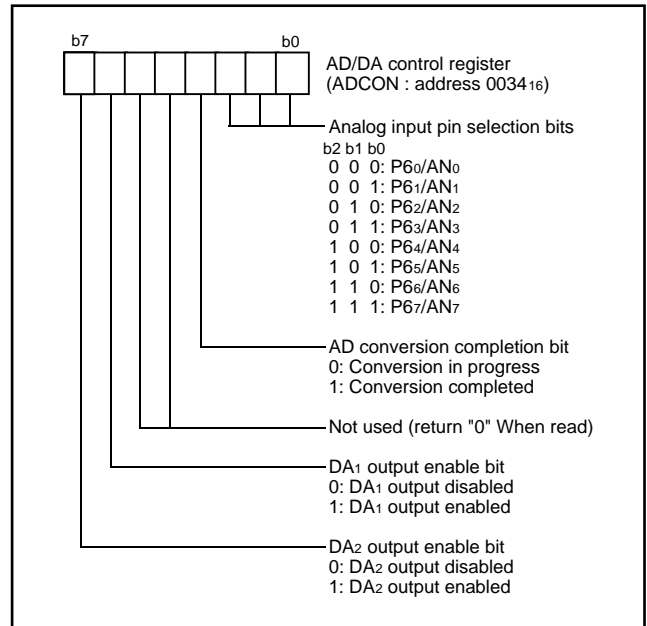 b7 b0
AD/DA control register
(ADCON : address 003416)
Analog input pin selection bits
b2 b1 b0
0 0 0: P60/AN0
0 0 1: P61/AN1
0 1 0: P62/AN2
0 1 1: P63/AN3
1 0 0: P64/AN4
1 0 1: P65/AN5
1 1 0: P66/AN6
1 1 1: P67/AN7
AD conversion completion bit
0: Conversion in progress
1: Conversion completed
Not used (return "0" When read)
DA1 output enable bit
0: DA1 output disabled
1: DA1 output enabled
DA2 output enable bit
0: DA2 output disabled
1: DA2 output enabled